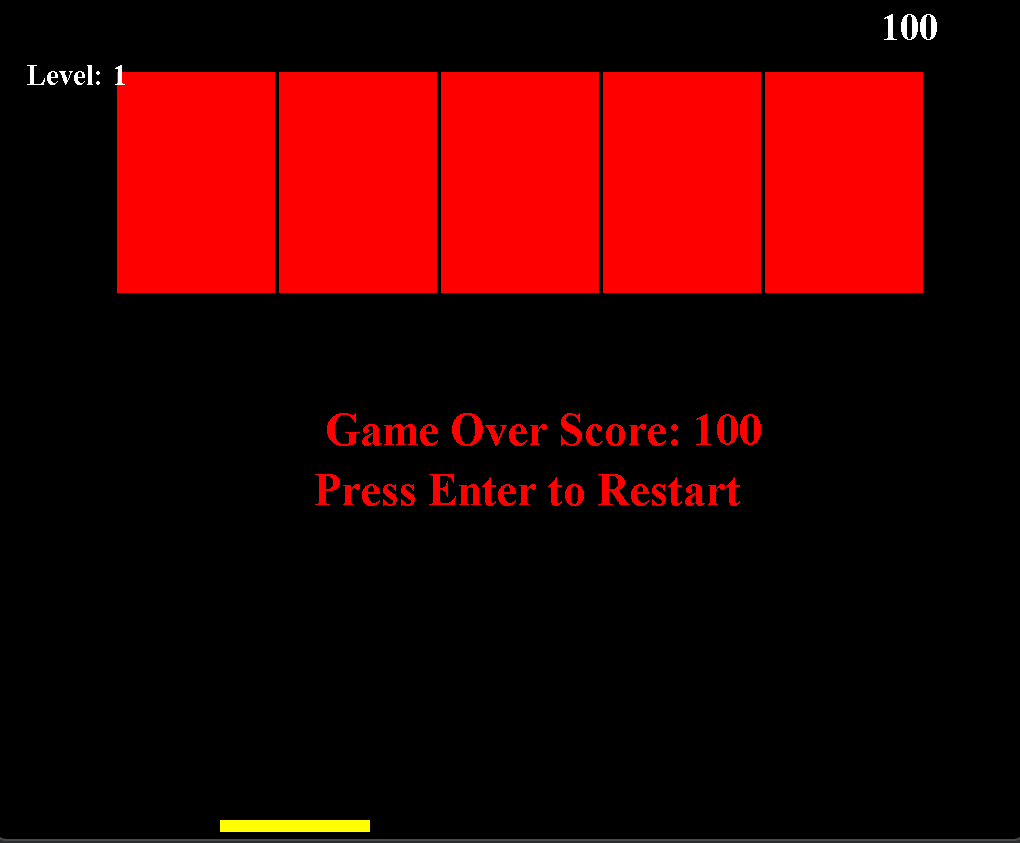 100
Level: 1
Game Over Score: 100
Press Enter to Restart